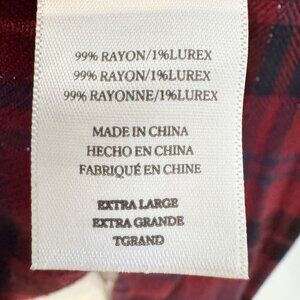 99% RAYON/1%LUREX
99% RAYON/1%LUREX
99% RAYONNE/1%LUREX
MADE IN CHINA
HECHO EN CHINA
FABRIQUÉ EN CHINE
EXTRA LARGE
EXTRA GRANDE
TGRAND